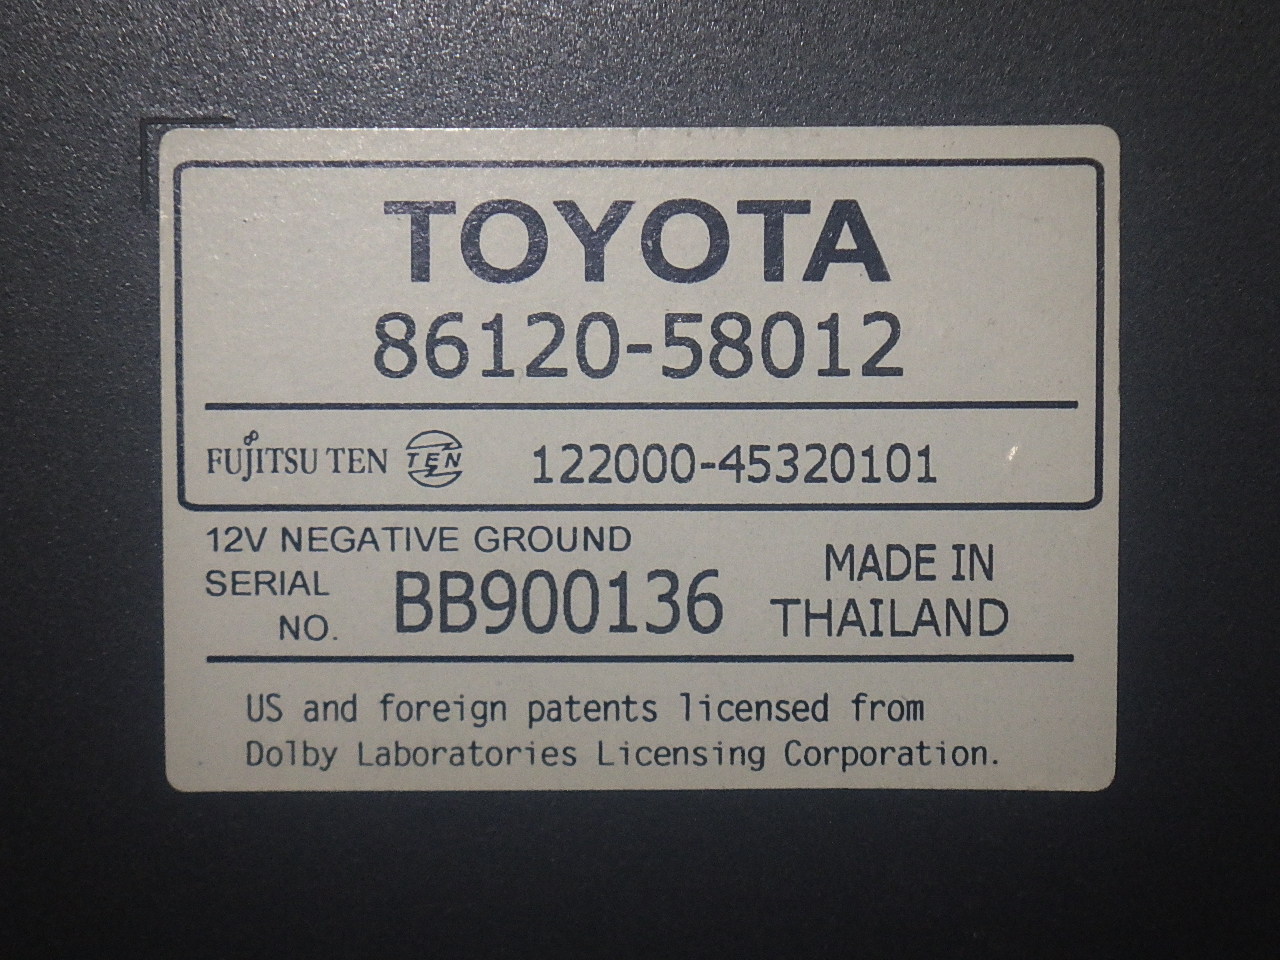 TOYOTA
86120-58012
FUJITSU TEN TEN 122000-45320101
12V NEGATIVE GROUND
SERIAL NO. BB900136
MADE IN
THAILAND
US and foreign patents licensed from
Dolby Laboratories Licensing Corporation.